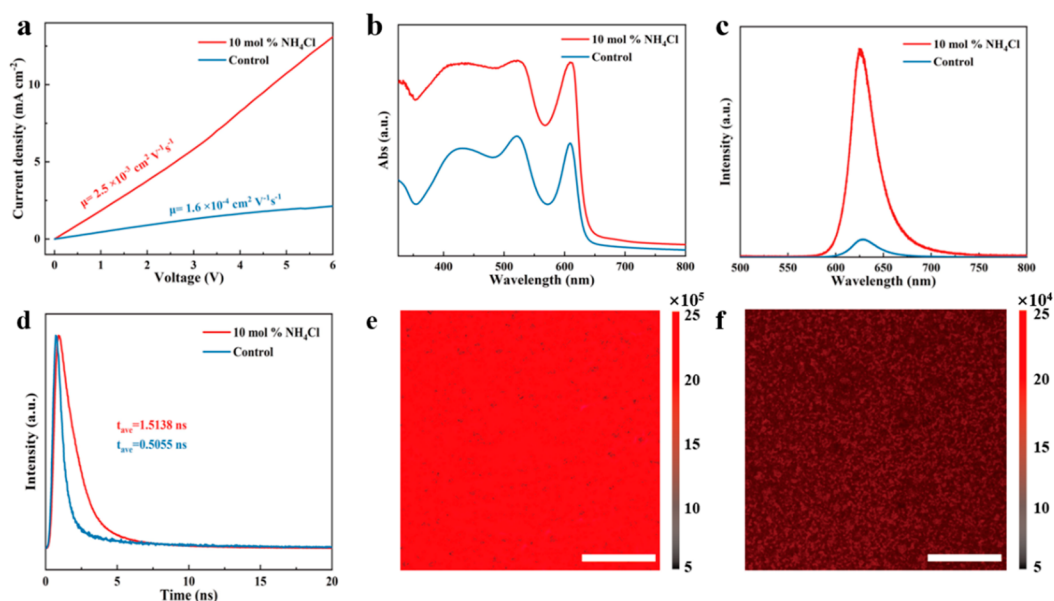 a
10 mol % NH₄Cl
Control
μ= 2.5 ×10⁻³ cm² V⁻¹s⁻¹
μ= 1.6 ×10⁻⁴ cm² V⁻¹s⁻¹
Current density (mA cm⁻²)
0
5
10
0 1 2 3 4 5 6
Voltage (V)
b
10 mol % NH₄Cl
Control
Abs (a.u.)
400 500 600 700 800
Wavelength (nm)
c
10 mol % NH₄Cl
Control
Intensity (a.u.)
500 550 600 650 700 750 800
Wavelength (nm)
d
10 mol % NH₄Cl
Control
tave=1.5138 ns
tave=0.5055 ns
Intensity (a.u.)
0 5 10 15 20
Time (ns)
e
×10⁵
25
20
15
10
5
f
×10⁴
25
20
15
10
5